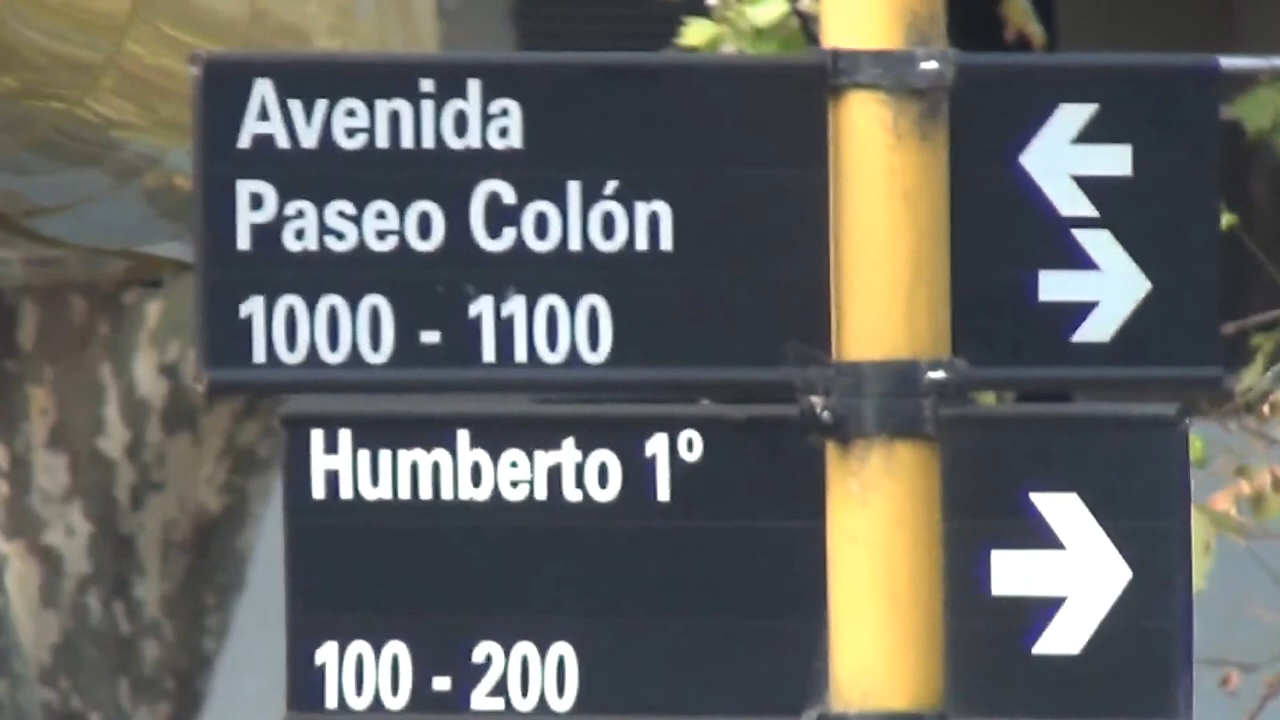 Avenida
Paseo Colón
1000 - 1100
Humberto 1º
100 - 200